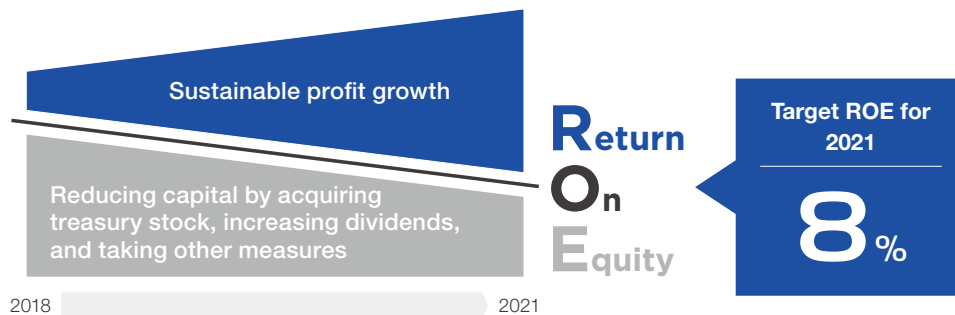 Sustainable profit growth
Reducing capital by acquiring
treasury stock, increasing dividends,
and taking other measures
2018
2021
Return
On
Equity
Target ROE for
2021
8%